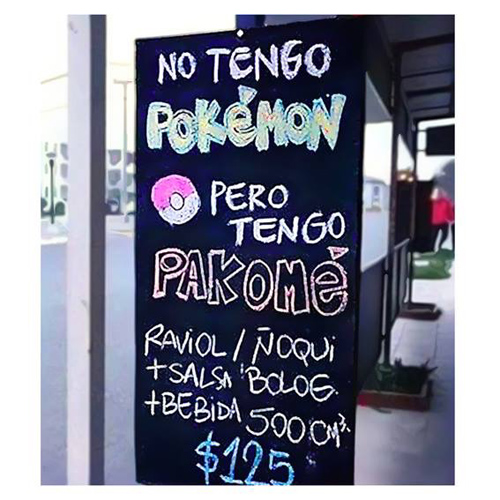 NO TENGO
POKéMON
PERO
TENGO
PAKOMé
RAVIOL / ÑOQUI
+ SALSA BOLOG.
+ BEBIDA 500 CM³.
$125